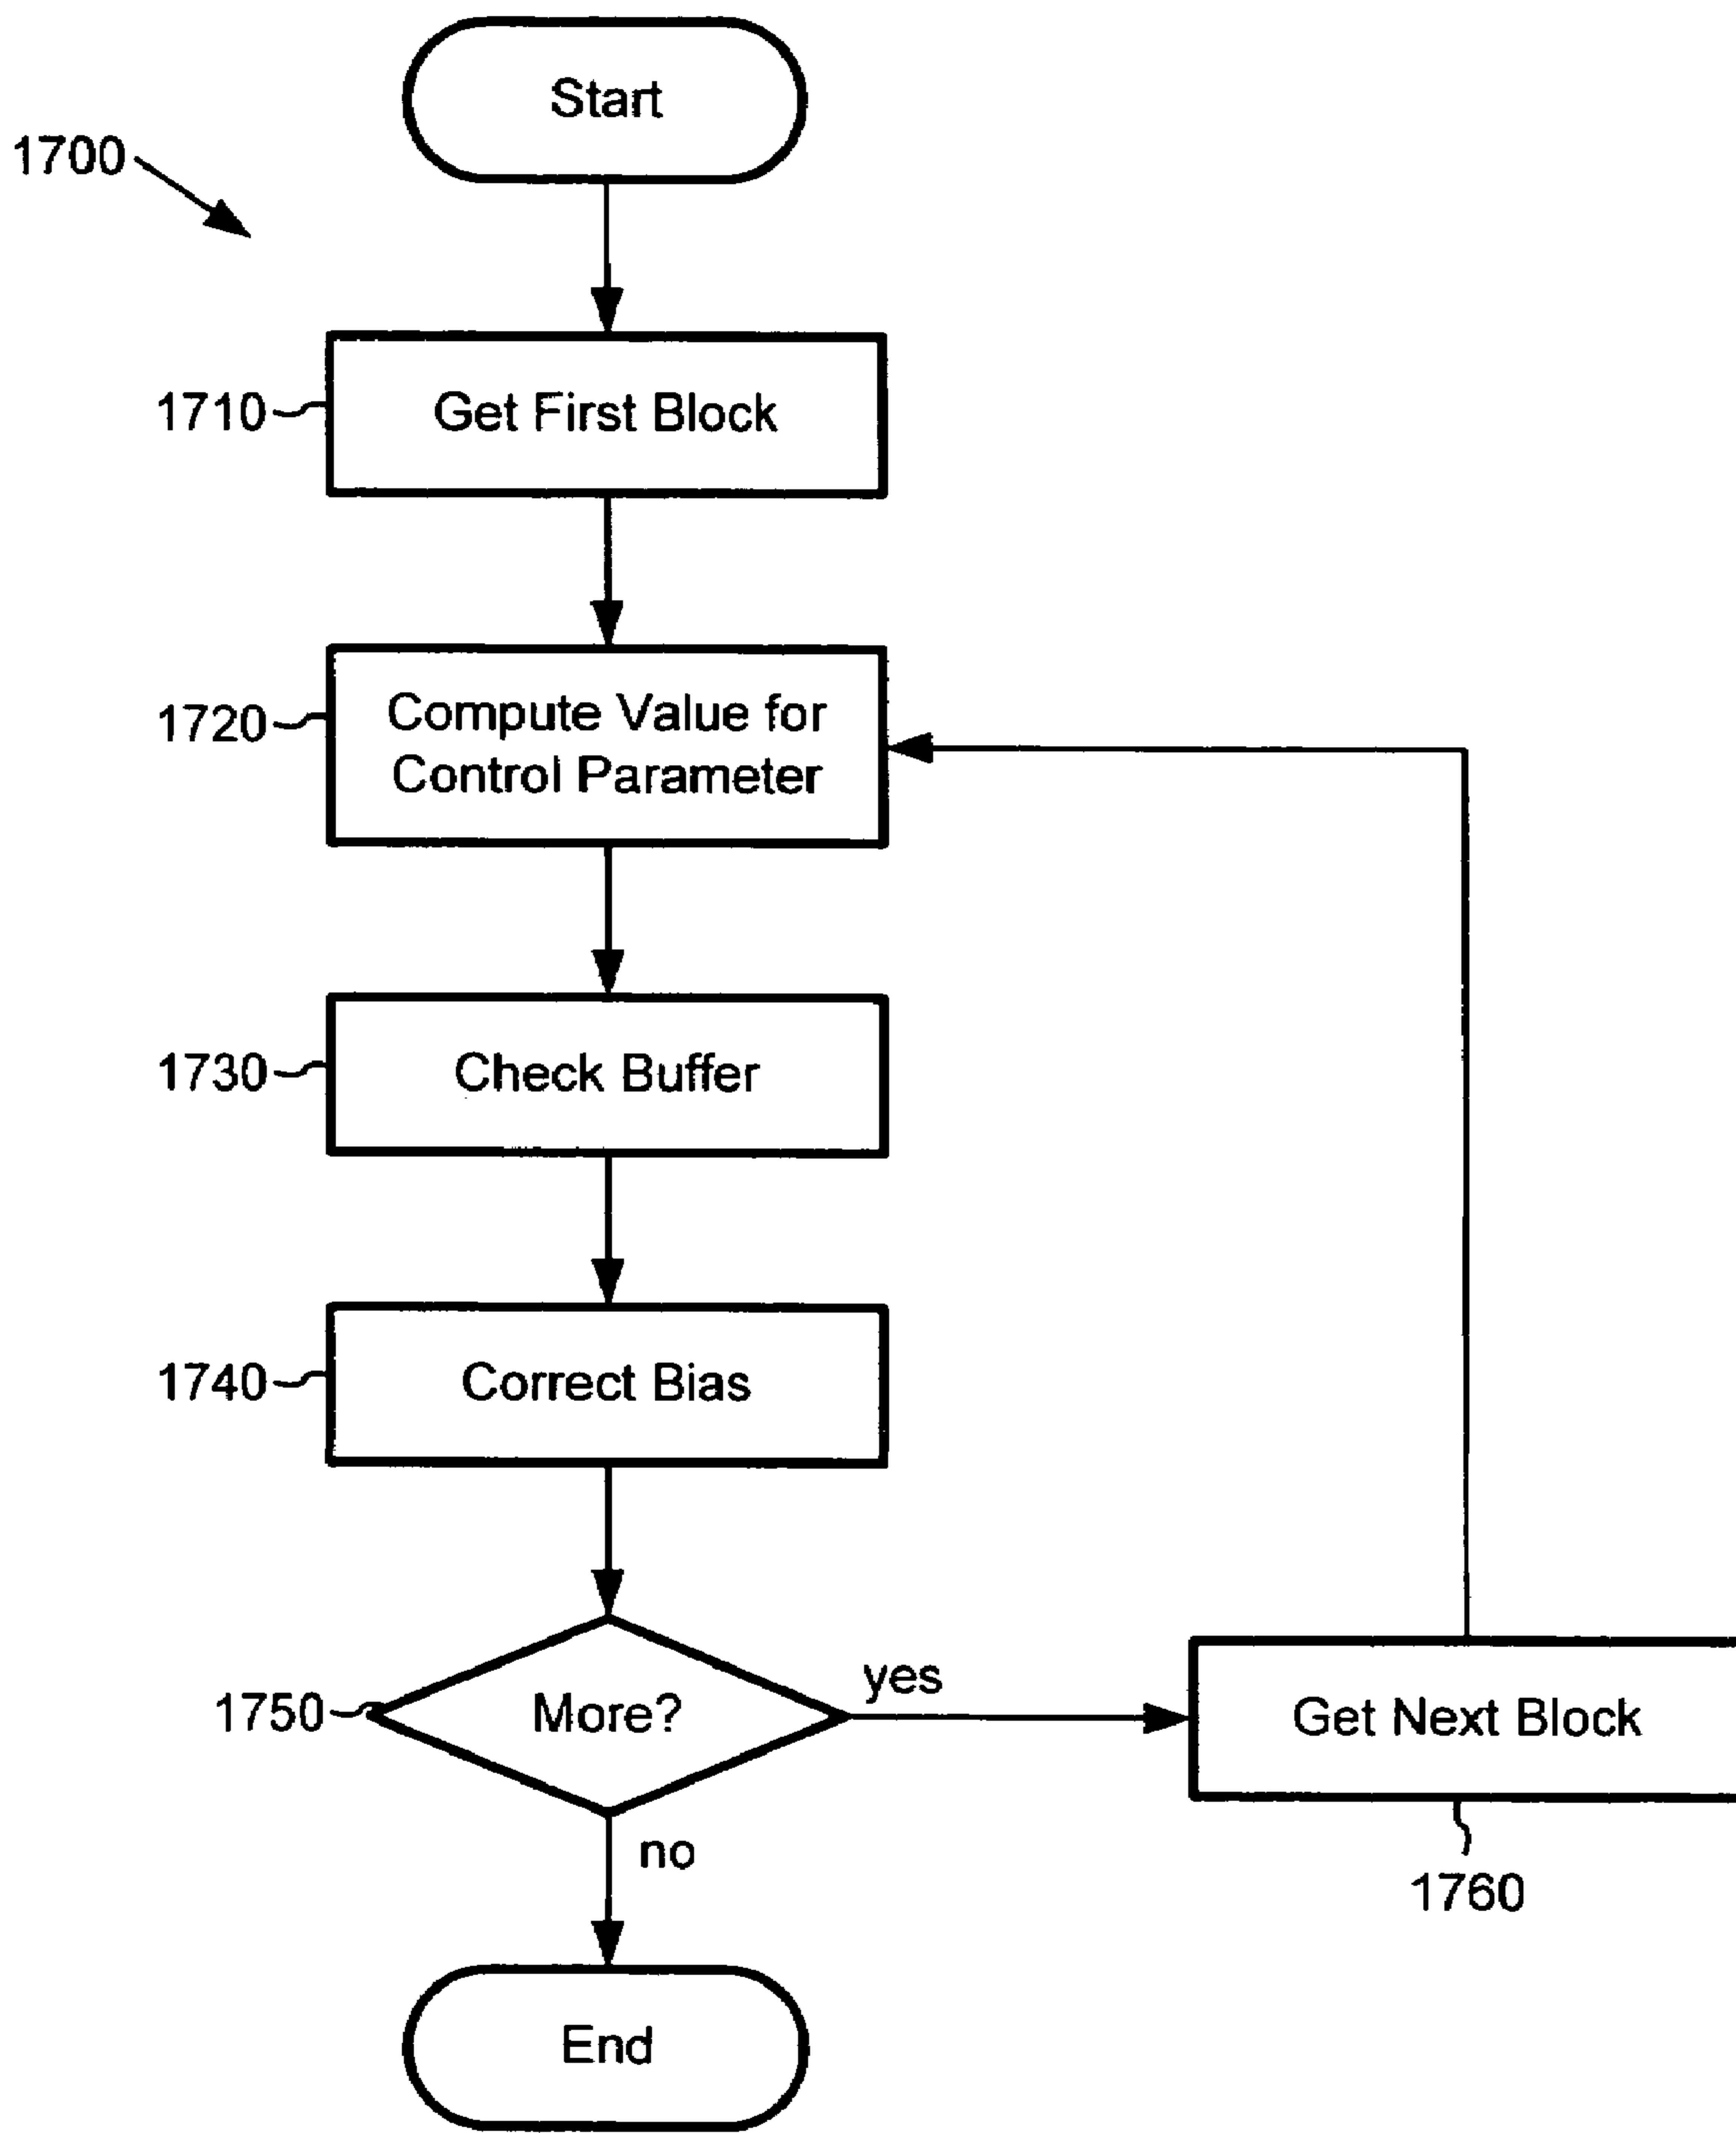 Start
1700
1710
Get First Block
1720
Compute Value for
Control Parameter
1730
Check Buffer
1740
Correct Bias
1750
More?
yes
Get Next Block
no
1760
End